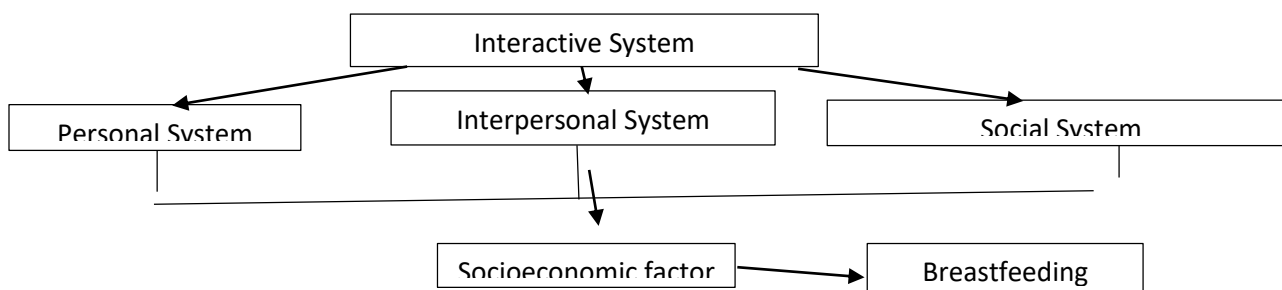 Interactive System
Personal System
Interpersonal System
Social System
Socioeconomic factor
Breastfeeding